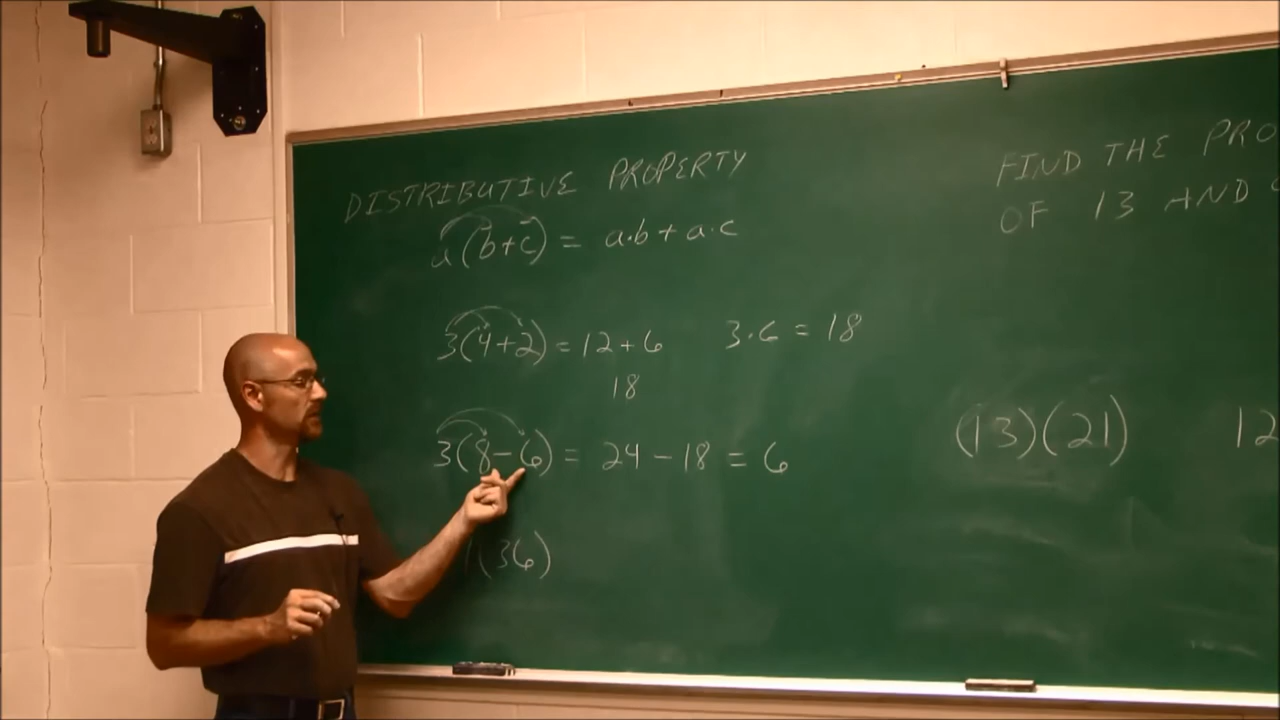 DISTRIBUTIVE PROPERTY
a(b+c) = a·b + a·c
3(4+2) = 12 + 6
3·6 = 18
18
3(8-6) = 24 - 18 = 6
(36)
FIND THE
OF 13 AND
(13)(21)
12